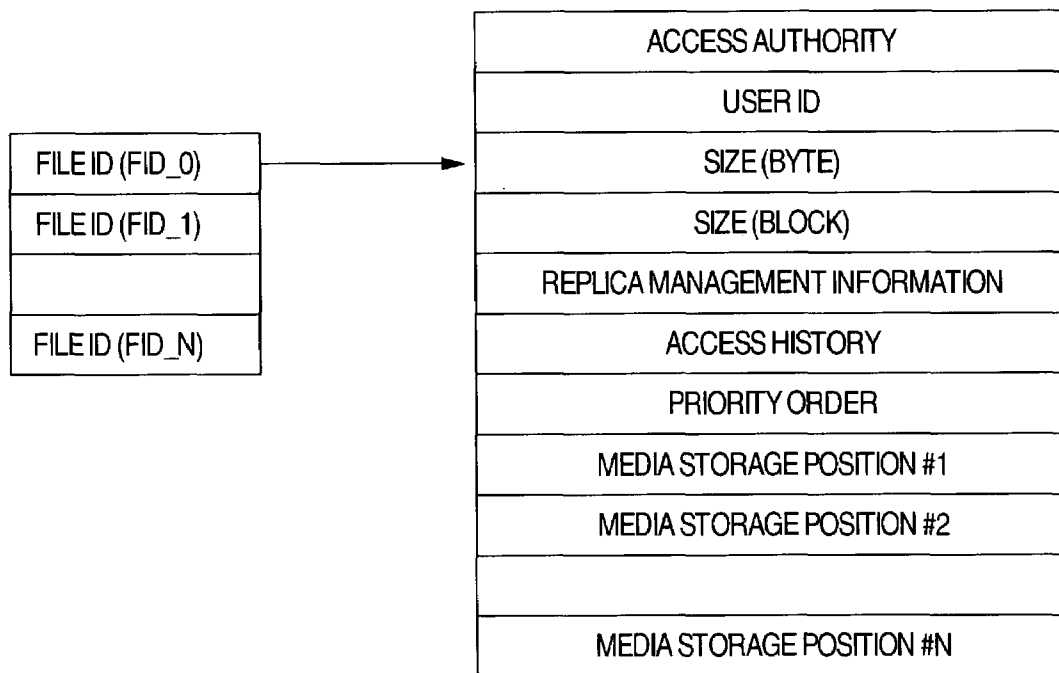 FILE ID (FID_0)
FILE ID (FID_1)
FILE ID (FID_N)
ACCESS AUTHORITY
USER ID
SIZE (BYTE)
SIZE (BLOCK)
REPLICA MANAGEMENT INFORMATION
ACCESS HISTORY
PRIORITY ORDER
MEDIA STORAGE POSITION #1
MEDIA STORAGE POSITION #2
MEDIA STORAGE POSITION #N